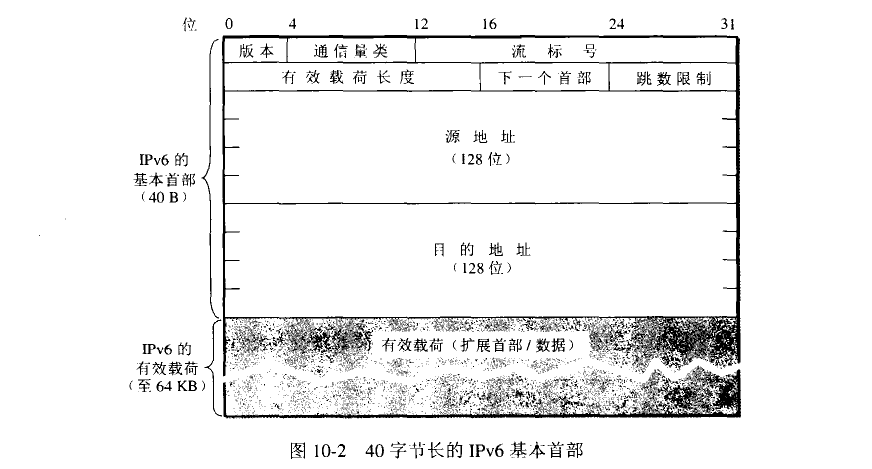 位 0 4 12 16 24 31
版本 通信量类 流标号
有效载荷长度 下一个首部 跳数限制
源地址
（128 位）
IPv6 的
基本首部
（40 B）
目的地址
（128 位）
IPv6 的
有效载荷
（至 64 KB）
有效载荷（扩展首部 / 数据）
图 10-2 40 字节长的 IPv6 基本首部